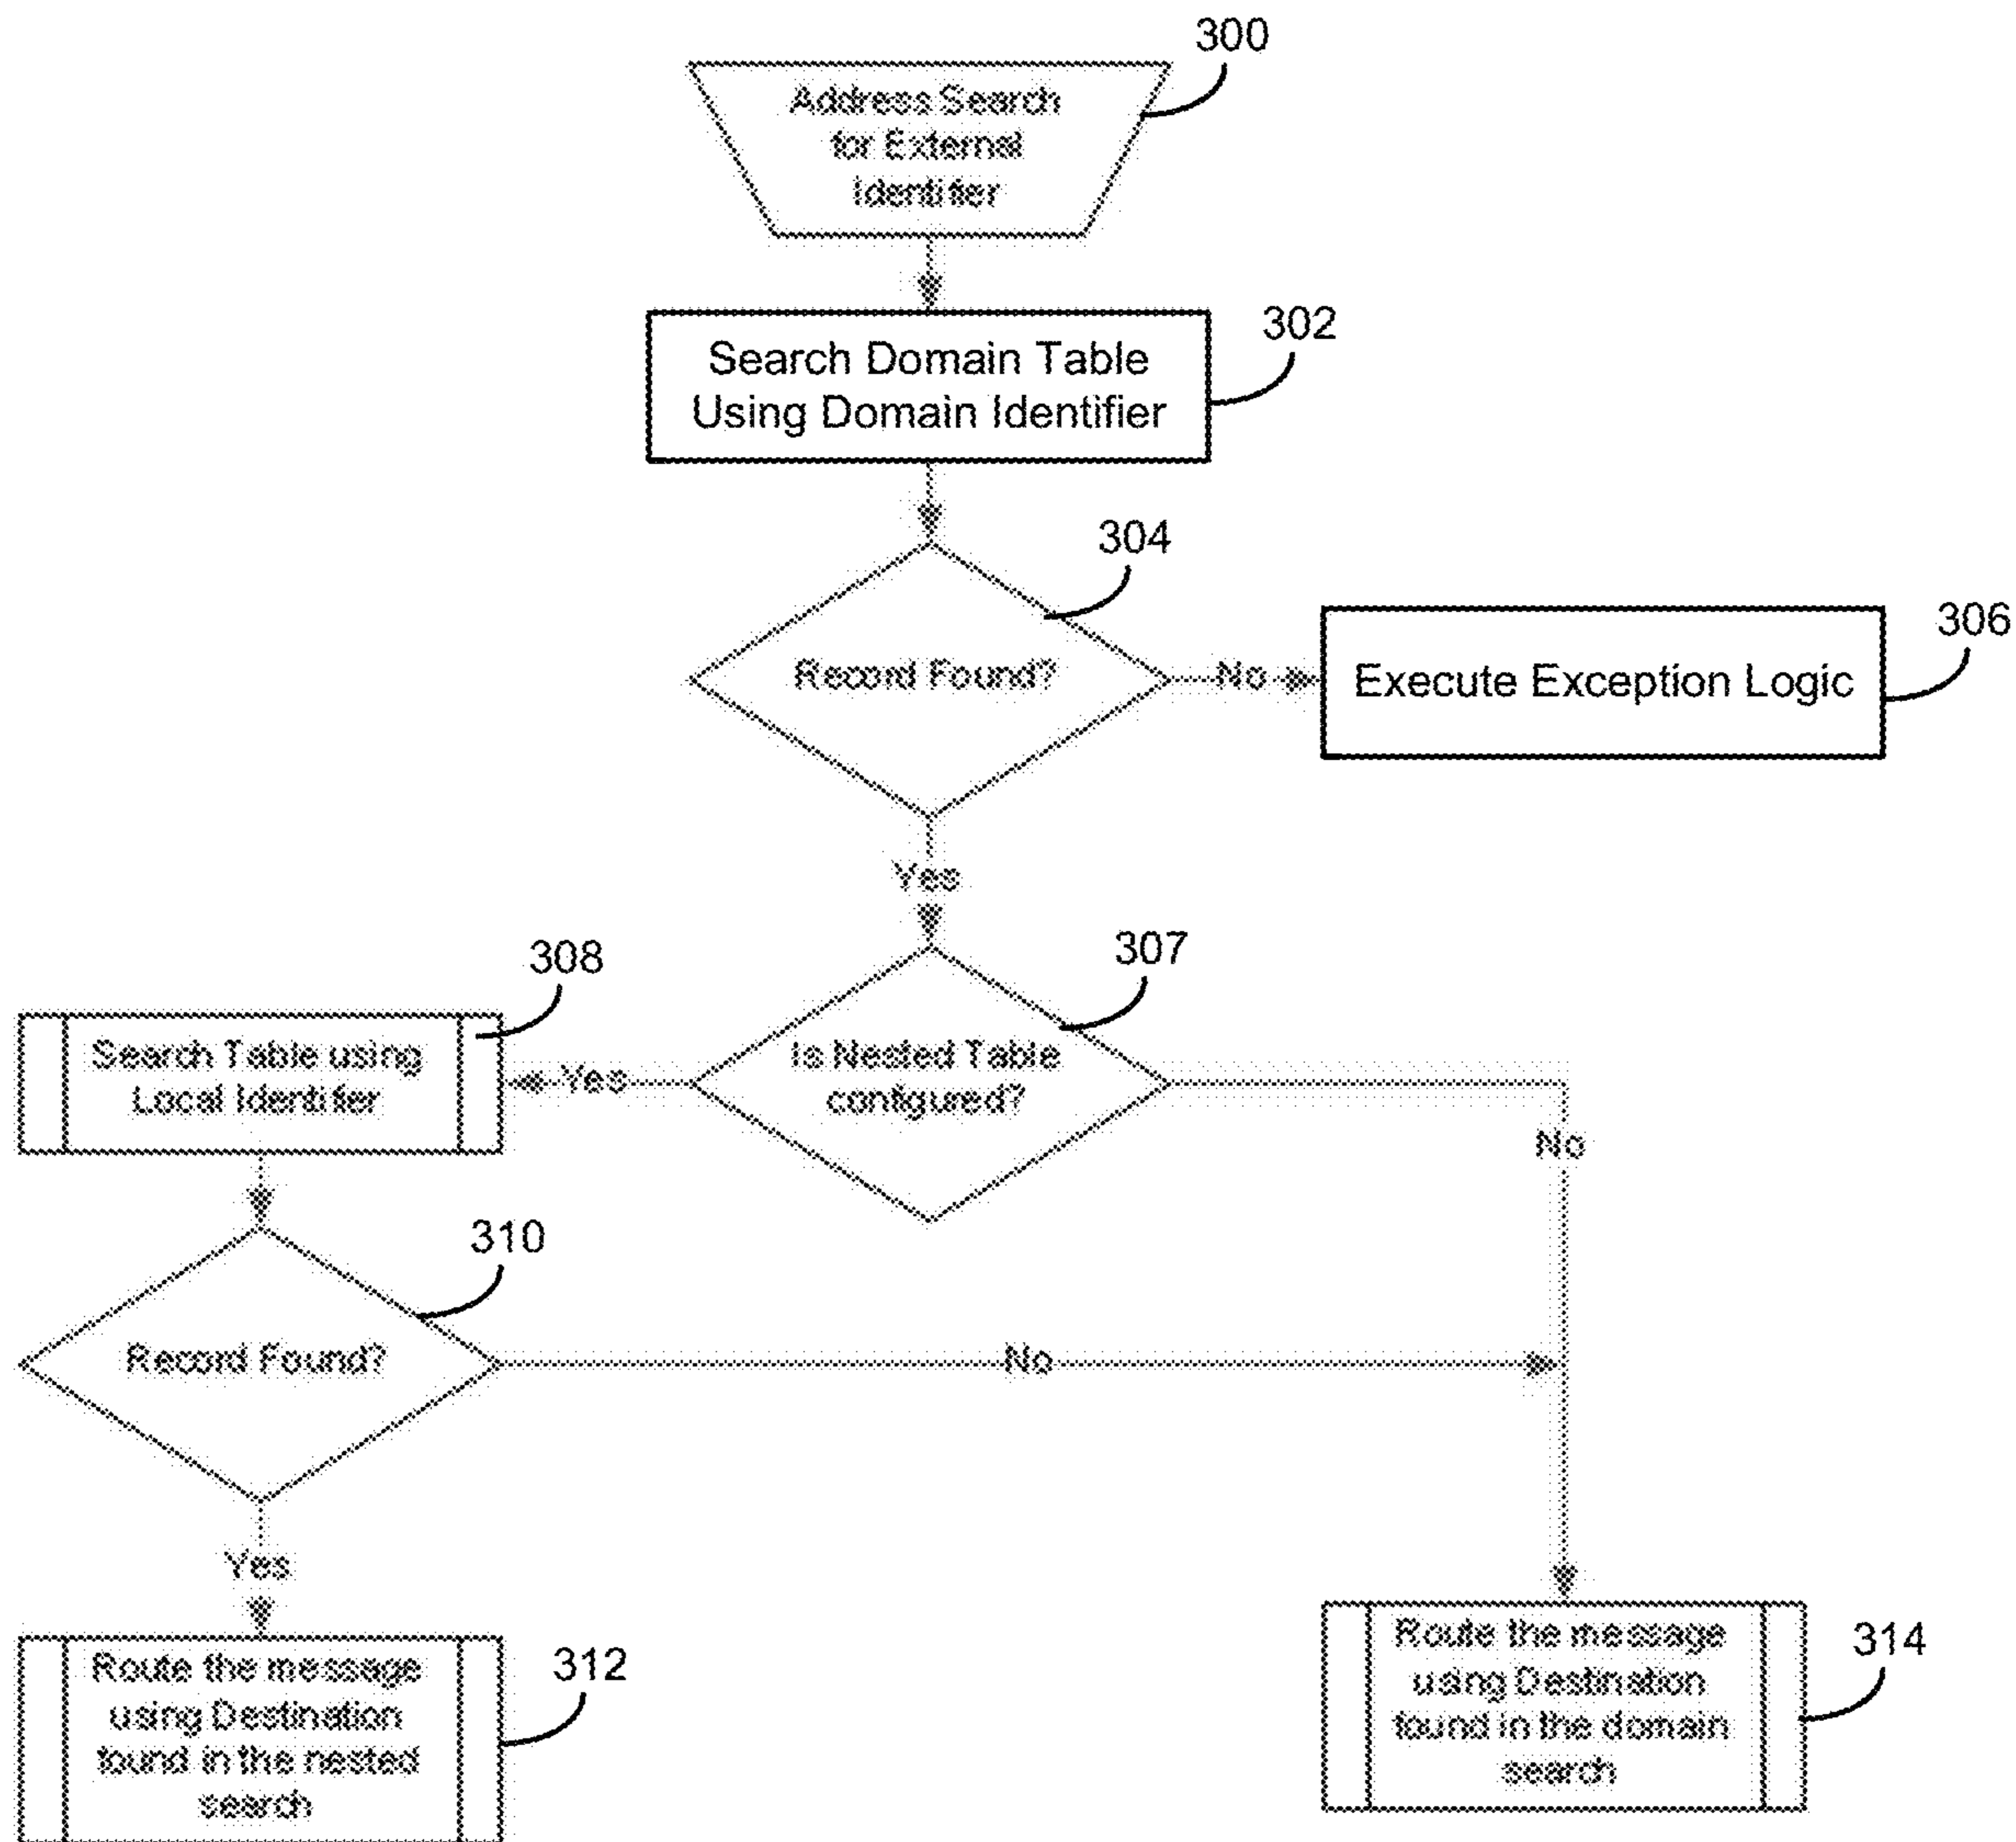 300
Address Search
for External
Identifier
302
Search Domain Table
Using Domain Identifier
304
Record Found?
No
306
Execute Exception Logic
Yes
307
Is Nested Table
configured?
308
Search Table using
Local Identifier
Yes
No
310
Record Found?
No
Yes
312
Route the message
using Destination
found in the nested
search
314
Route the message
using Destination
found in the domain
search